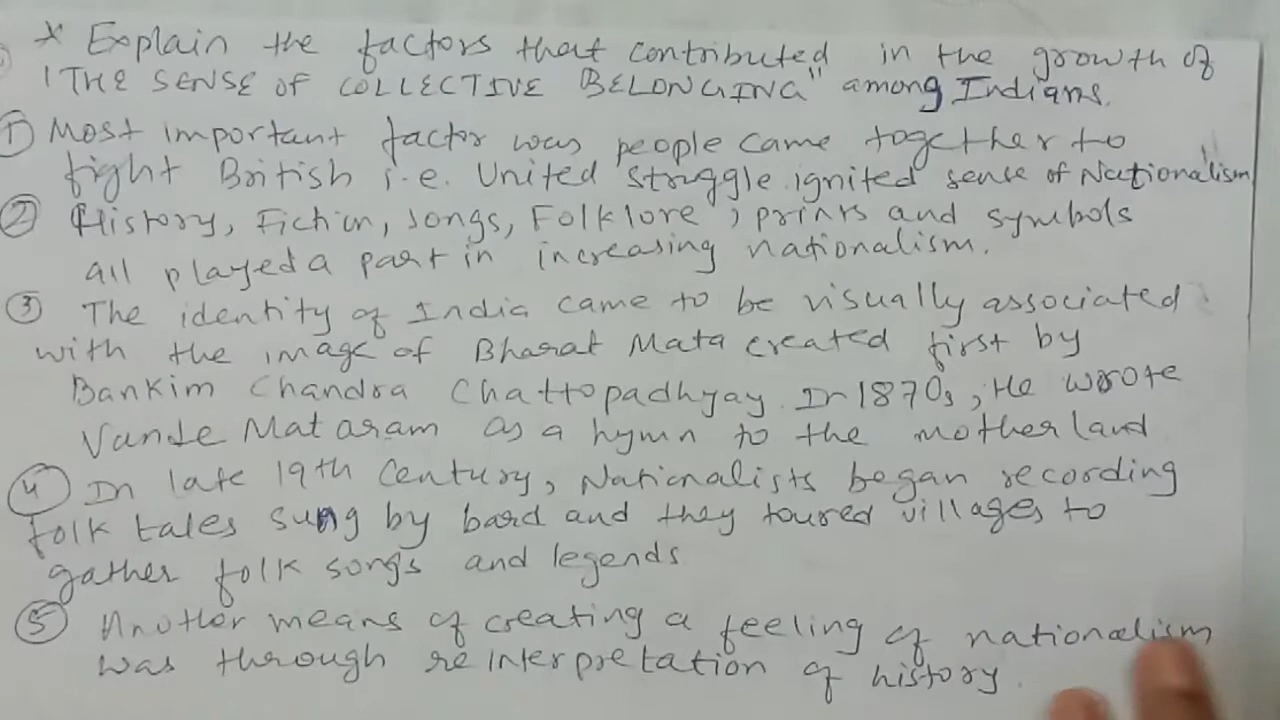 * Explain the factors that contributed in the growth of
"THE SENSE OF COLLECTIVE BELONGING" among Indians.
① Most important factor was people came together to
fight British i.e. United struggle ignited sense of Nationalism
② History, Fiction, songs, Folklore, prints and symbols
all played a part in increasing nationalism.
③ The identity of India came to be visually associated
with the image of Bharat Mata created first by
Bankim Chandra Chattopadhyay. In 1870s, He wrote
Vande Mataram as a hymn to the motherland
④ In late 19th Century, Nationalists began recording
folk tales sung by bard and they toured villages to
gather folk songs and legends
⑤ Another means of creating a feeling of nationalism
was through reinterpretation of history.